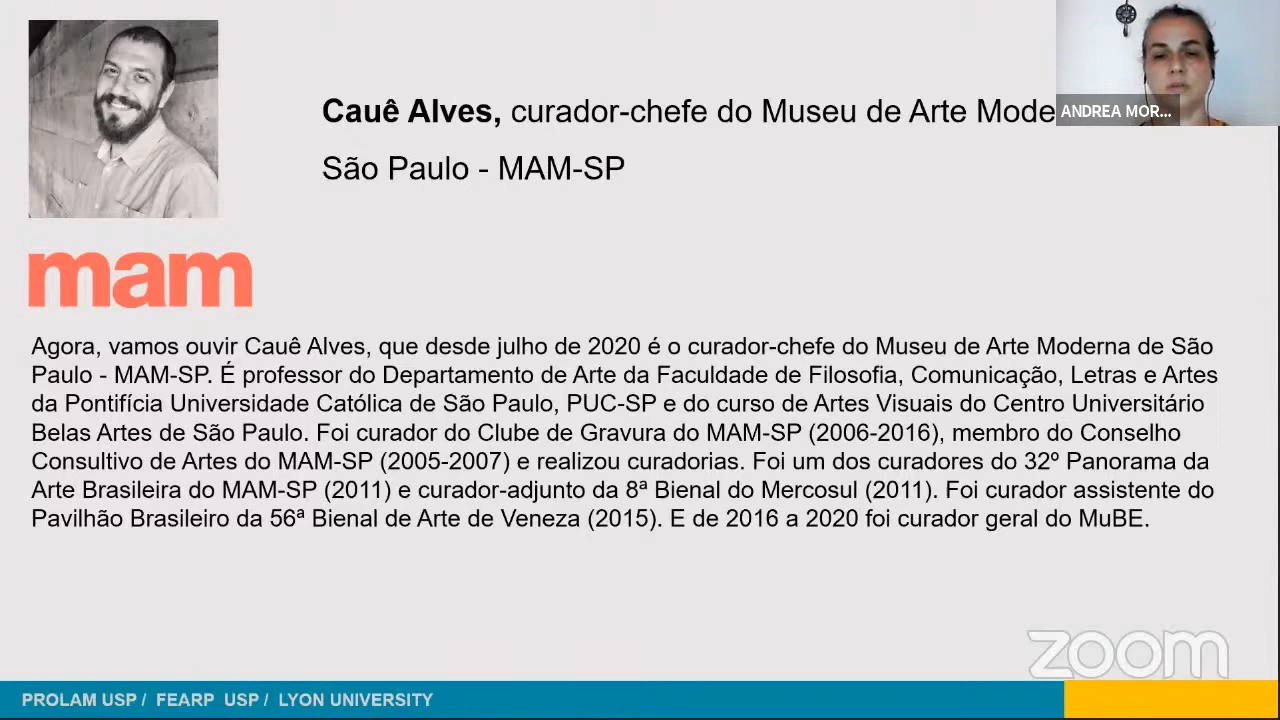 Cauê Alves, curador-chefe do Museu de Arte Mode
ANDREA MOR...
São Paulo - MAM-SP
mam
Agora, vamos ouvir Cauê Alves, que desde julho de 2020 é o curador-chefe do Museu de Arte Moderna de São
Paulo - MAM-SP. É professor do Departamento de Arte da Faculdade de Filosofia, Comunicação, Letras e Artes
da Pontifícia Universidade Católica de São Paulo, PUC-SP e do curso de Artes Visuais do Centro Universitário
Belas Artes de São Paulo. Foi curador do Clube de Gravura do MAM-SP (2006-2016), membro do Conselho
Consultivo de Artes do MAM-SP (2005-2007) e realizou curadorias. Foi um dos curadores do 32º Panorama da
Arte Brasileira do MAM-SP (2011) e curador-adjunto da 8ª Bienal do Mercosul (2011). Foi curador assistente do
Pavilhão Brasileiro da 56ª Bienal de Arte de Veneza (2015). E de 2016 a 2020 foi curador geral do MuBE.
zoom
PROLAM USP / FEARP USP / LYON UNIVERSITY